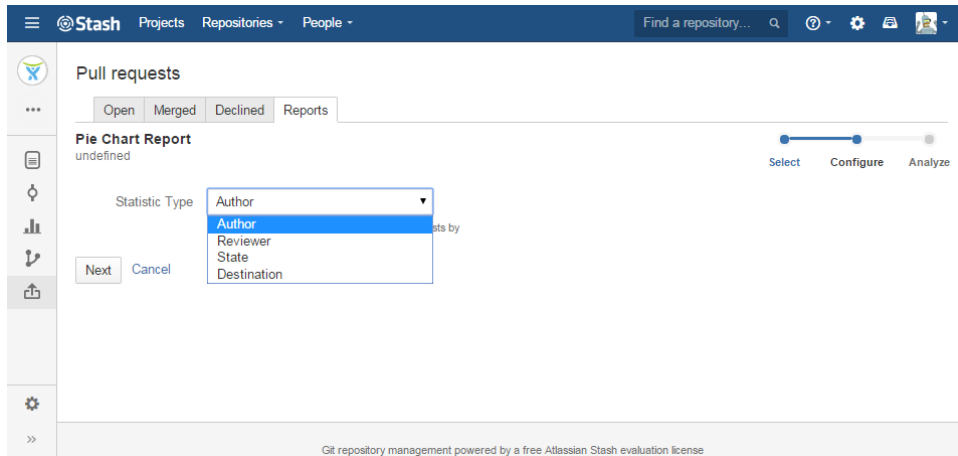 Stash Projects Repositories People Find a repository...
Pull requests
Open Merged Declined Reports
Pie Chart Report
undefined
Select Configure Analyze
Statistic Type Author
Author
sts by
Reviewer
State
Destination
Next Cancel
Git repository management powered by a free Atlassian Stash evaluation license